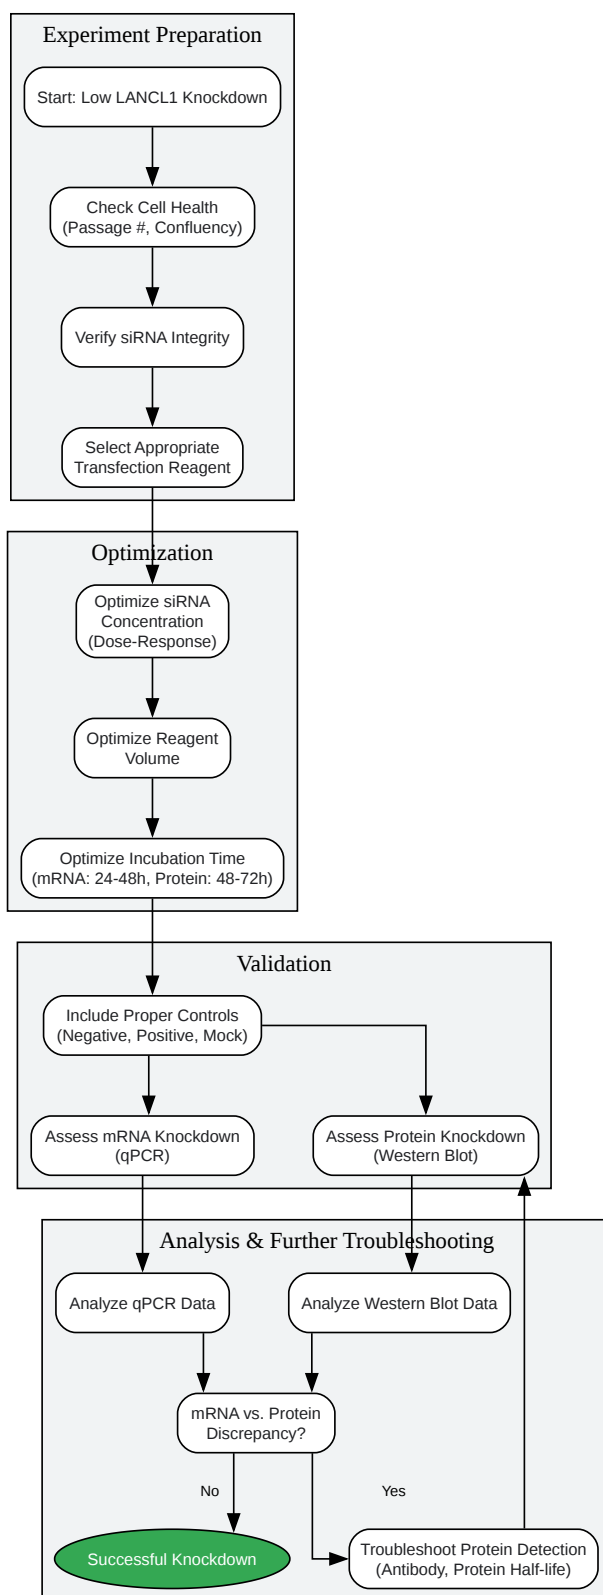 Experiment Preparation
Start: Low LANCL1 Knockdown
Check Cell Health
(Passage #, Confluency)
Verify siRNA Integrity
Select Appropriate
Transfection Reagent
Optimization
Optimize siRNA
Concentration
(Dose-Response)
Optimize Reagent
Volume
Optimize Incubation Time
(mRNA: 24-48h, Protein: 48-72h)
Validation
Include Proper Controls
(Negative, Positive, Mock)
Assess mRNA Knockdown
(qPCR)
Assess Protein Knockdown
(Western Blot)
Analysis & Further Troubleshooting
Analyze qPCR Data
Analyze Western Blot Data
mRNA vs. Protein
Discrepancy?
No
Yes
Successful Knockdown
Troubleshoot Protein Detection
(Antibody, Protein Half-life)